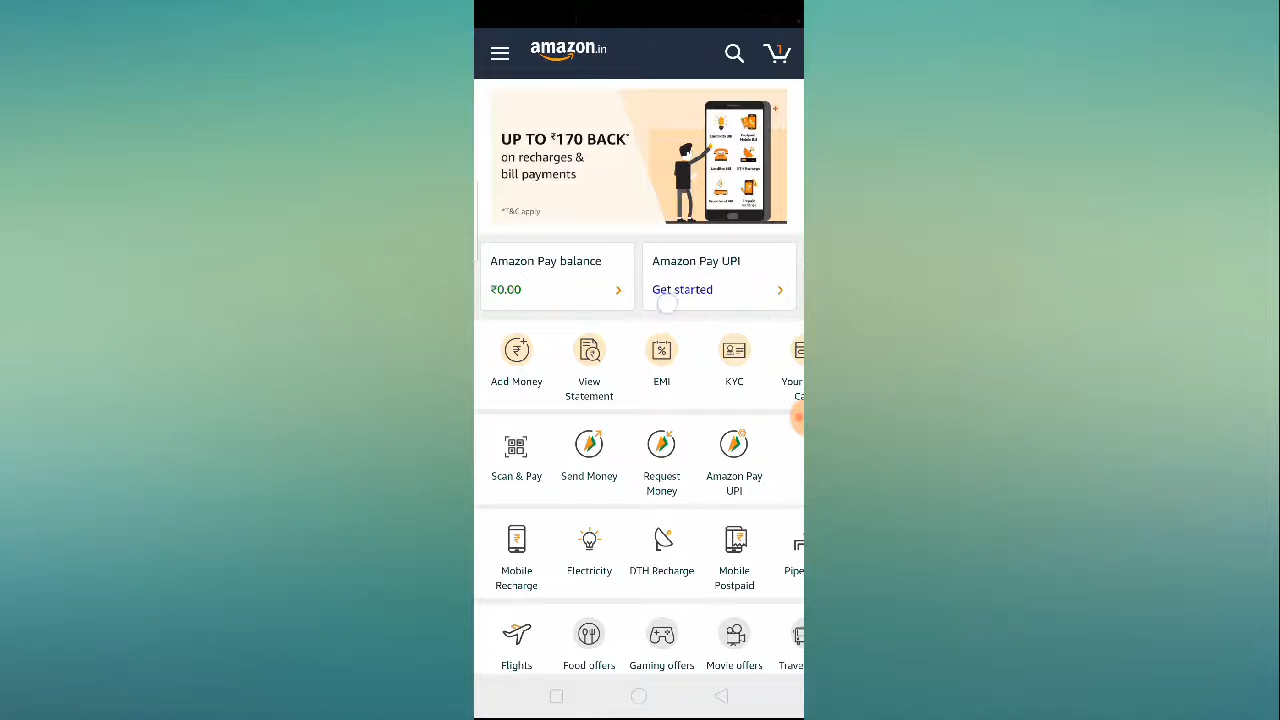 amazon.in
1
UP TO ₹170 BACK*
on recharges &
bill payments
*T&C apply
Amazon Pay balance
₹0.00
Amazon Pay UPI
Get started
Add Money
View
Statement
EMI
KYC
Your
Scan & Pay
Send Money
Request
Money
Amazon Pay
UPI
Mobile
Recharge
Electricity
DTH Recharge
Mobile
Postpaid
Pipe
Flights
Food offers
Gaming offers
Movie offers
Trave